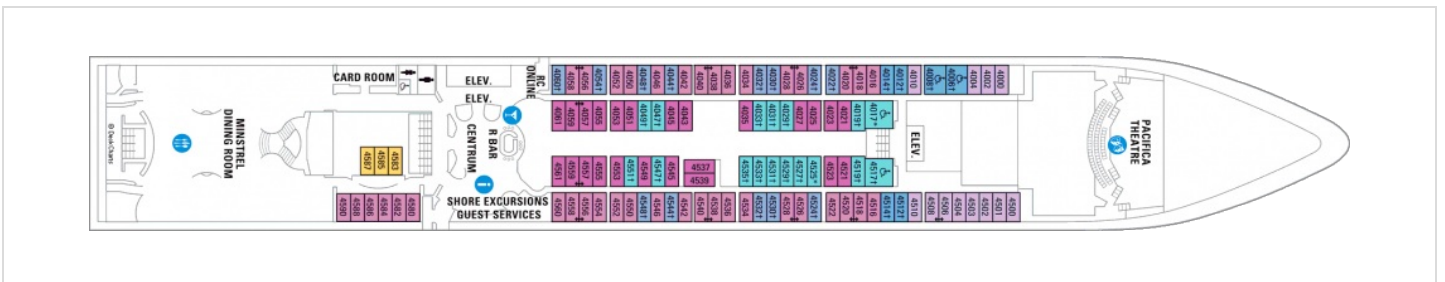 CARD ROOM
ELEV.
RC
ONLINE
4060† 4058 4056 4054† 4052 4050 4048† 4046 4044† 4042 4040 4038 4036 4034 4032† 4030† 4028 4026 4024† 4022 4020 4018 4016 4014† 4012† 4010 4008† 4006† 4004 4002 4000
ELEV.
R BAR
CENTRUM
4061 4059 4057 4055 4053 4051 4049† 4047† 4045 4043 4035 4033† 4031† 4029† 4027 4025 4023 4021 4019† 4017*
ELEV.
PACIFICA
THEATRE
© DeckCharts
MINSTREL
DINING ROOM
4587 4585 4583
4561 4559 4557 4555 4553 4551† 4549 4547† 4545 4537
4539
4535† 4533† 4531† 4529† 4527† 4525* 4523 4521 4519† 4517†
i
SHORE EXCURSIONS
GUEST SERVICES
4590 4588 4586 4584 4582 4580
4560 4558 4556 4554 4552 4550 4548† 4546 4544† 4542 4540 4538 4536 4534 4532† 4530† 4528 4526 4524† 4522 4520 4518 4516 4514† 4512† 4510 4508 4506 4504 4503 4502 4501 4500